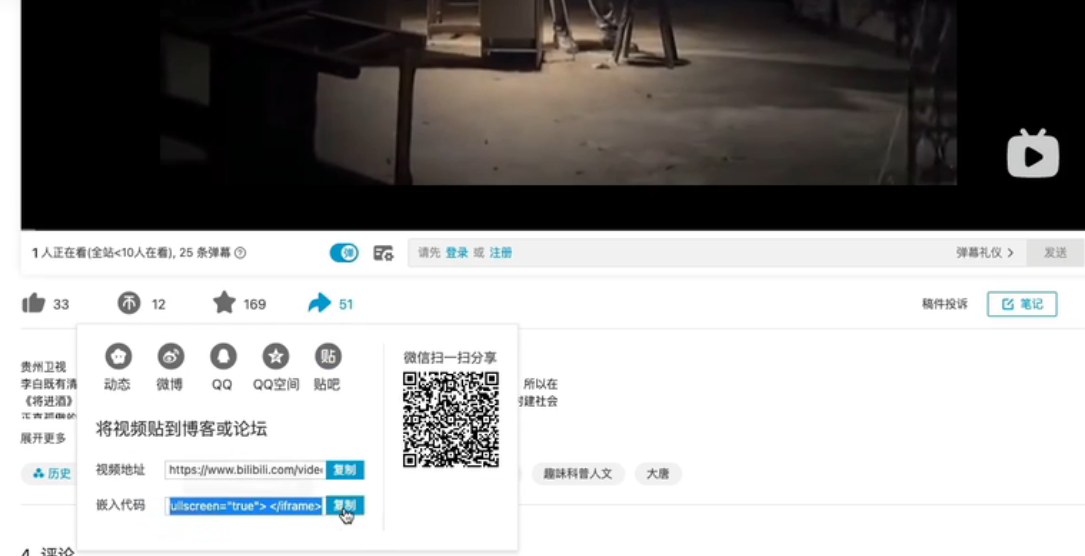 1人正在看(全站<10人在看), 25 条弹幕
弹
请先 登录 或 注册
弹幕礼仪 >
发送
33
12
169
51
稿件投诉
笔记
贵州卫视
李白既有清
所以在
《将进酒》
封建社会
展开更多
动态
微博
QQ
QQ空间
贴吧
贴
微信扫一扫分享
将视频贴到博客或论坛
视频地址
https://www.bilibili.com/vide
复制
嵌入代码
ullscreen="true"> </iframe>
复制
历史
趣味科普人文
大唐
4 评论